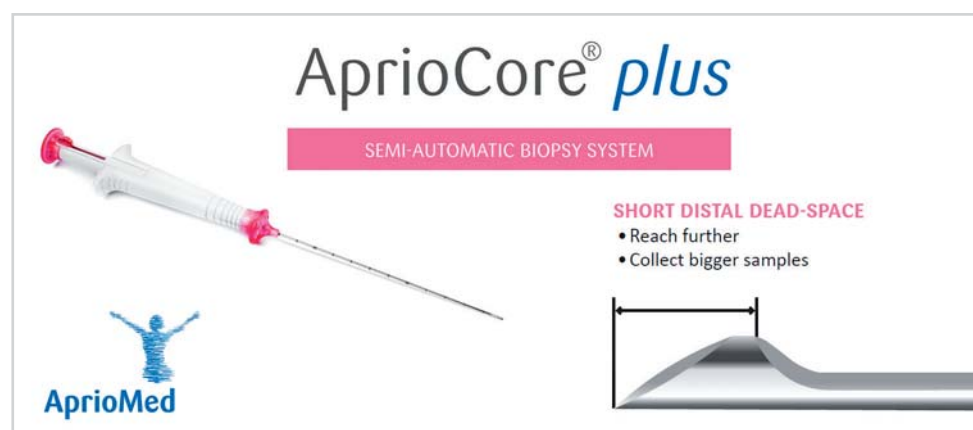 AprioCore® plus
SEMI-AUTOMATIC BIOPSY SYSTEM
SHORT DISTAL DEAD-SPACE
• Reach further
• Collect bigger samples
AprioMed